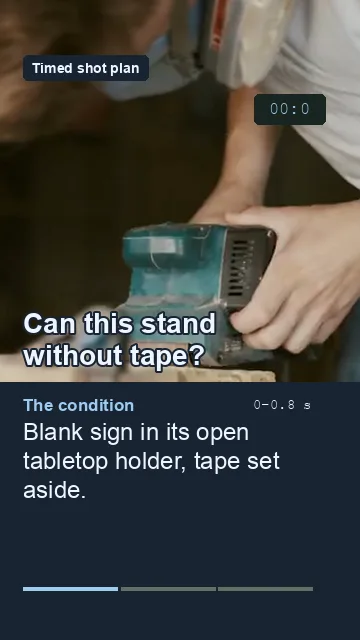 Timed shot plan
00:0
Can this stand
without tape?
The condition
0–0.8 s
Blank sign in its open
tabletop holder, tape set
aside.